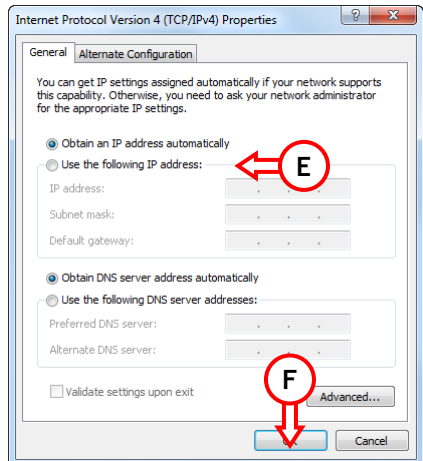 Internet Protocol Version 4 (TCP/IPv4) Properties
General
Alternate Configuration
You can get IP settings assigned automatically if your network supports
this capability. Otherwise, you need to ask your network administrator
for the appropriate IP settings.
Obtain an IP address automatically
Use the following IP address:
E
IP address:
. . .
Subnet mask:
. . .
Default gateway:
. . .
Obtain DNS server address automatically
Use the following DNS server addresses:
Preferred DNS server:
. . .
Alternate DNS server:
. . .
F
Validate settings upon exit
Advanced...
Cancel